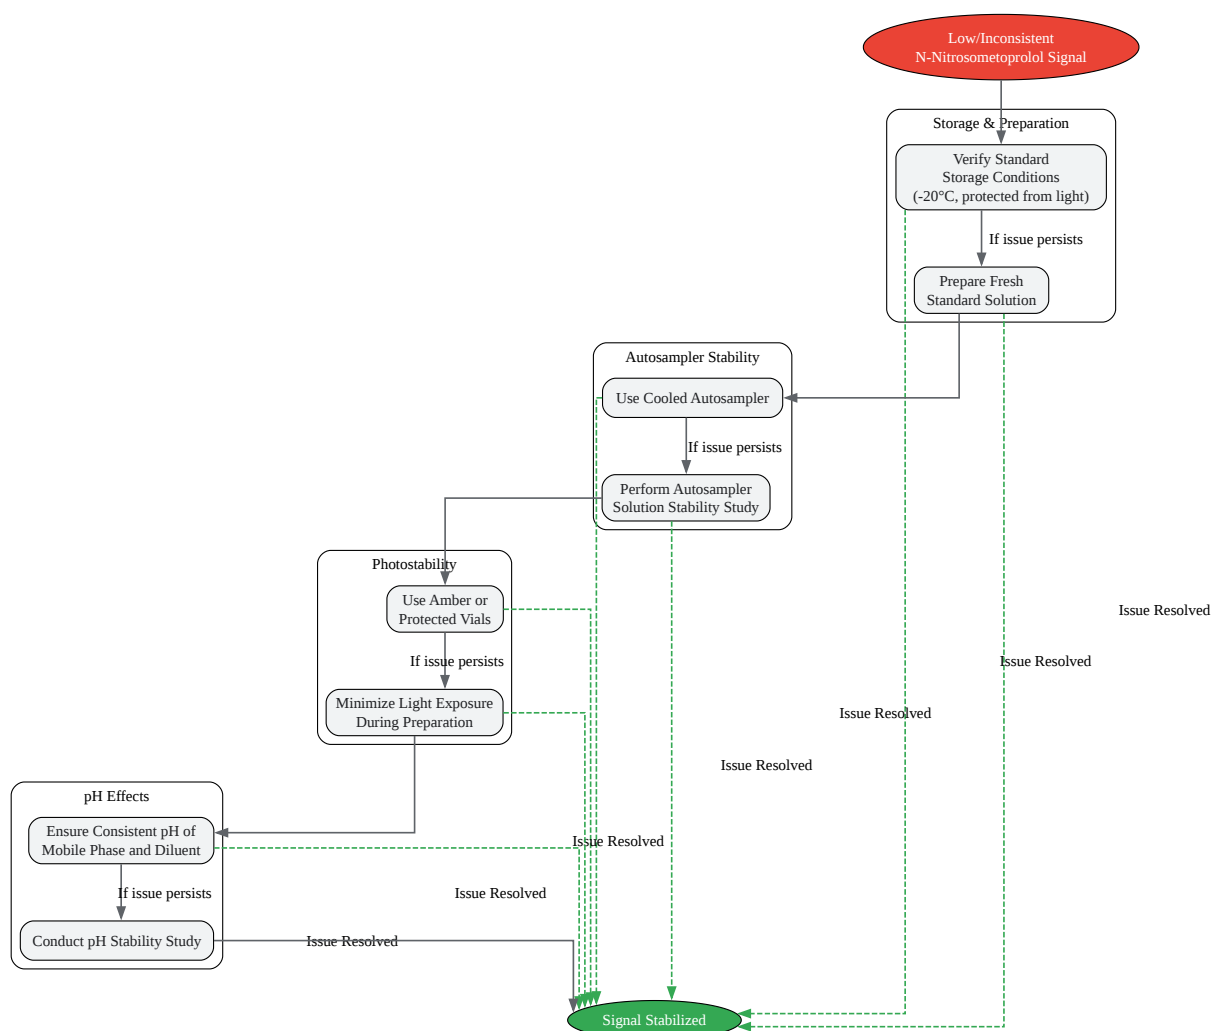 Low/Inconsistent
N-Nitrosometoprolol Signal
Storage & Preparation
Verify Standard
Storage Conditions
(-20°C, protected from light)
If issue persists
Prepare Fresh
Standard Solution
Autosampler Stability
Use Cooled Autosampler
If issue persists
Perform Autosampler
Solution Stability Study
Photostability
Use Amber or
Protected Vials
If issue persists
Minimize Light Exposure
During Preparation
pH Effects
Ensure Consistent pH of
Mobile Phase and Diluent
If issue persists
Conduct pH Stability Study
Issue Resolved
Issue Resolved
Issue Resolved
Issue Resolved
Issue Resolved
Issue Resolved
Issue Resolved
Signal Stabilized